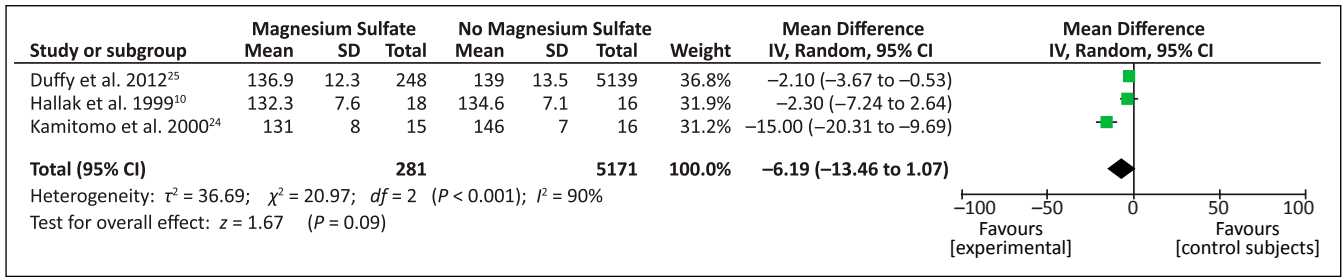 Magnesium Sulfate No Magnesium Sulfate Mean Difference Mean Difference
Study or subgroup Mean SD Total Mean SD Total Weight IV, Random, 95% CI IV, Random, 95% CI
Duffy et al. 2012²⁵ 136.9 12.3 248 139 13.5 5139 36.8% −2.10 (−3.67 to −0.53)
Hallak et al. 1999¹⁰ 132.3 7.6 18 134.6 7.1 16 31.9% −2.30 (−7.24 to 2.64)
Kamitomo et al. 2000²⁴ 131 8 15 146 7 16 31.2% −15.00 (−20.31 to −9.69)
Total (95% CI) 281 5171 100.0% −6.19 (−13.46 to 1.07)
Heterogeneity: τ² = 36.69; χ² = 20.97; df = 2 (P < 0.001); I² = 90%
Test for overall effect: z = 1.67 (P = 0.09)
−100 −50 0 50 100
Favours Favours
[experimental] [control subjects]